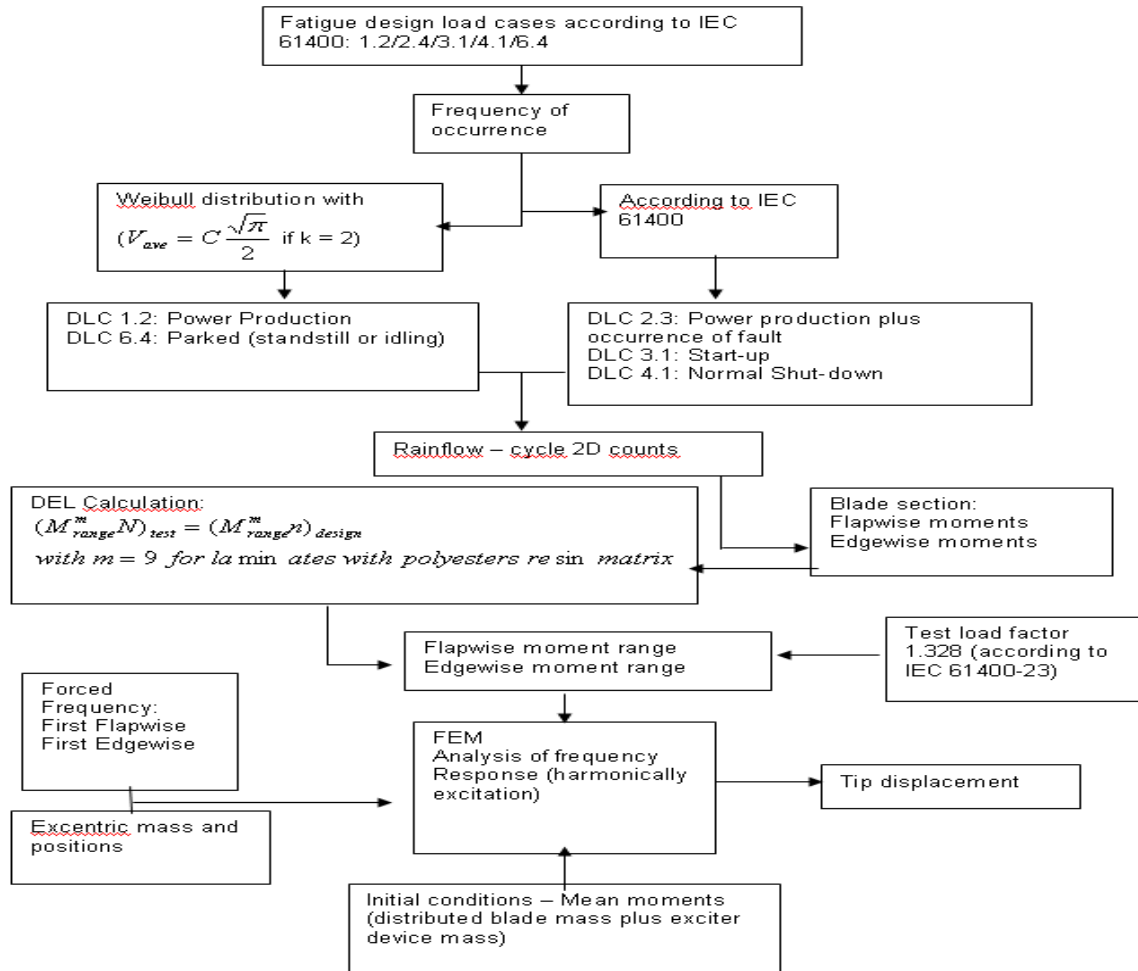 Fatigue design load cases according to IEC
61400: 1.2/2.4/3.1/4.1/6.4
Frequency of
occurrence
Weibull distribution with
(V_ave = C √π/2 if k = 2)
According to IEC
61400
DLC 1.2: Power Production
DLC 6.4: Parked (standstill or idling)
DLC 2.3: Power production plus
occurrence of fault
DLC 3.1: Start-up
DLC 4.1: Normal Shut-down
Rainflow – cycle 2D counts
DEL Calculation:
(M^m_range N)_test = (M^m_range n)_design
with m = 9 for la min ates with polyesters re sin matrix
Blade section:
Flapwise moments
Edgewise moments
Flapwise moment range
Edgewise moment range
Test load factor
1.328 (according to
IEC 61400-23)
Forced
Frequency:
First Flapwise
First Edgewise
FEM
Analysis of frequency
Response (harmonically
excitation)
Tip displacement
Excentric mass and
positions
Initial conditions – Mean moments
(distributed blade mass plus exciter
device mass)